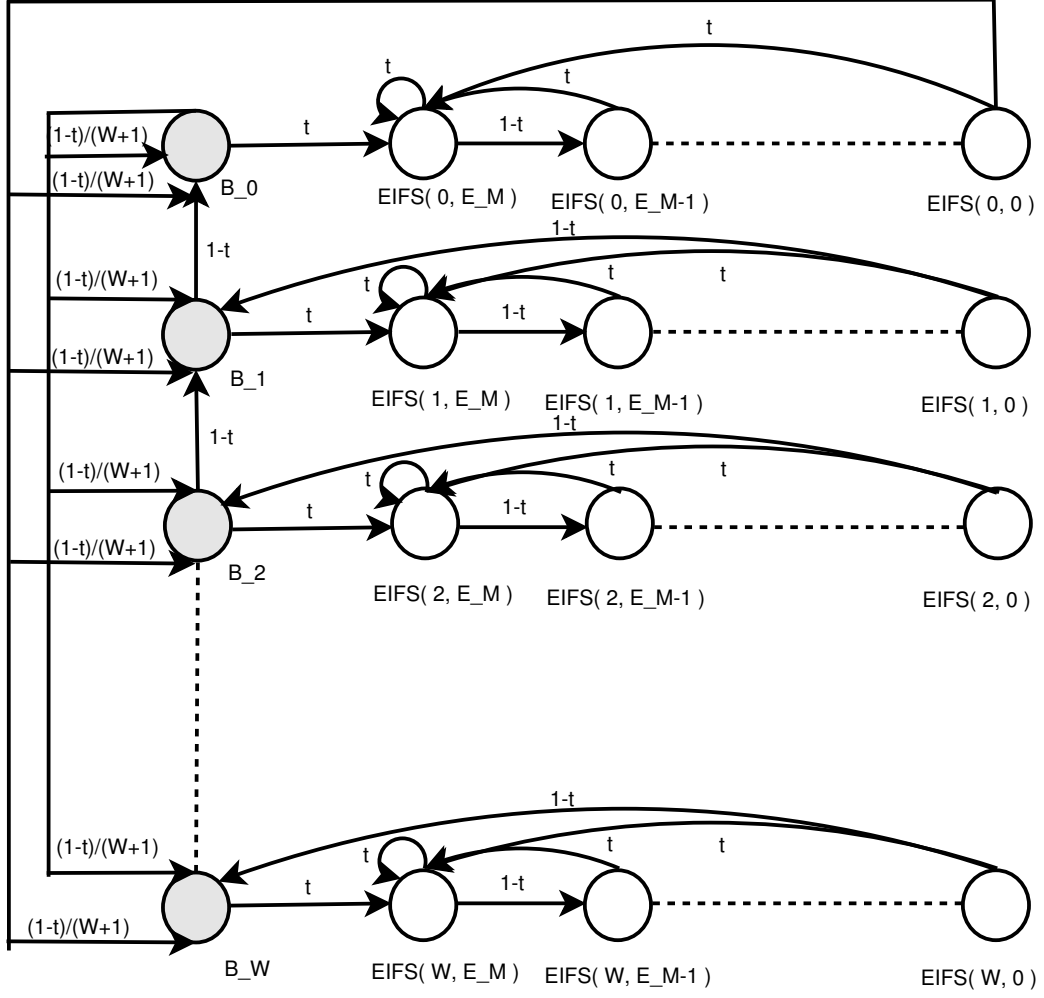 t
t
t
(1-t)/(W+1)
t
1-t
(1-t)/(W+1)
B_0
EIFS( 0, E_M)
EIFS( 0, E_M-1 )
EIFS( 0, 0 )
1-t
1-t
(1-t)/(W+1)
t
t
t
t
1-t
(1-t)/(W+1)
B_1
EIFS( 1, E_M )
EIFS( 1, E_M-1 )
EIFS( 1, 0 )
1-t
1-t
(1-t)/(W+1)
t
t
t
t
1-t
(1-t)/(W+1)
B_2
EIFS( 2, E_M )
EIFS( 2, E_M-1 )
EIFS( 2, 0 )
1-t
(1-t)/(W+1)
t
t
t
t
1-t
(1-t)/(W+1)
B_W
EIFS( W, E_M )
EIFS( W, E_M-1 )
EIFS( W, 0 )